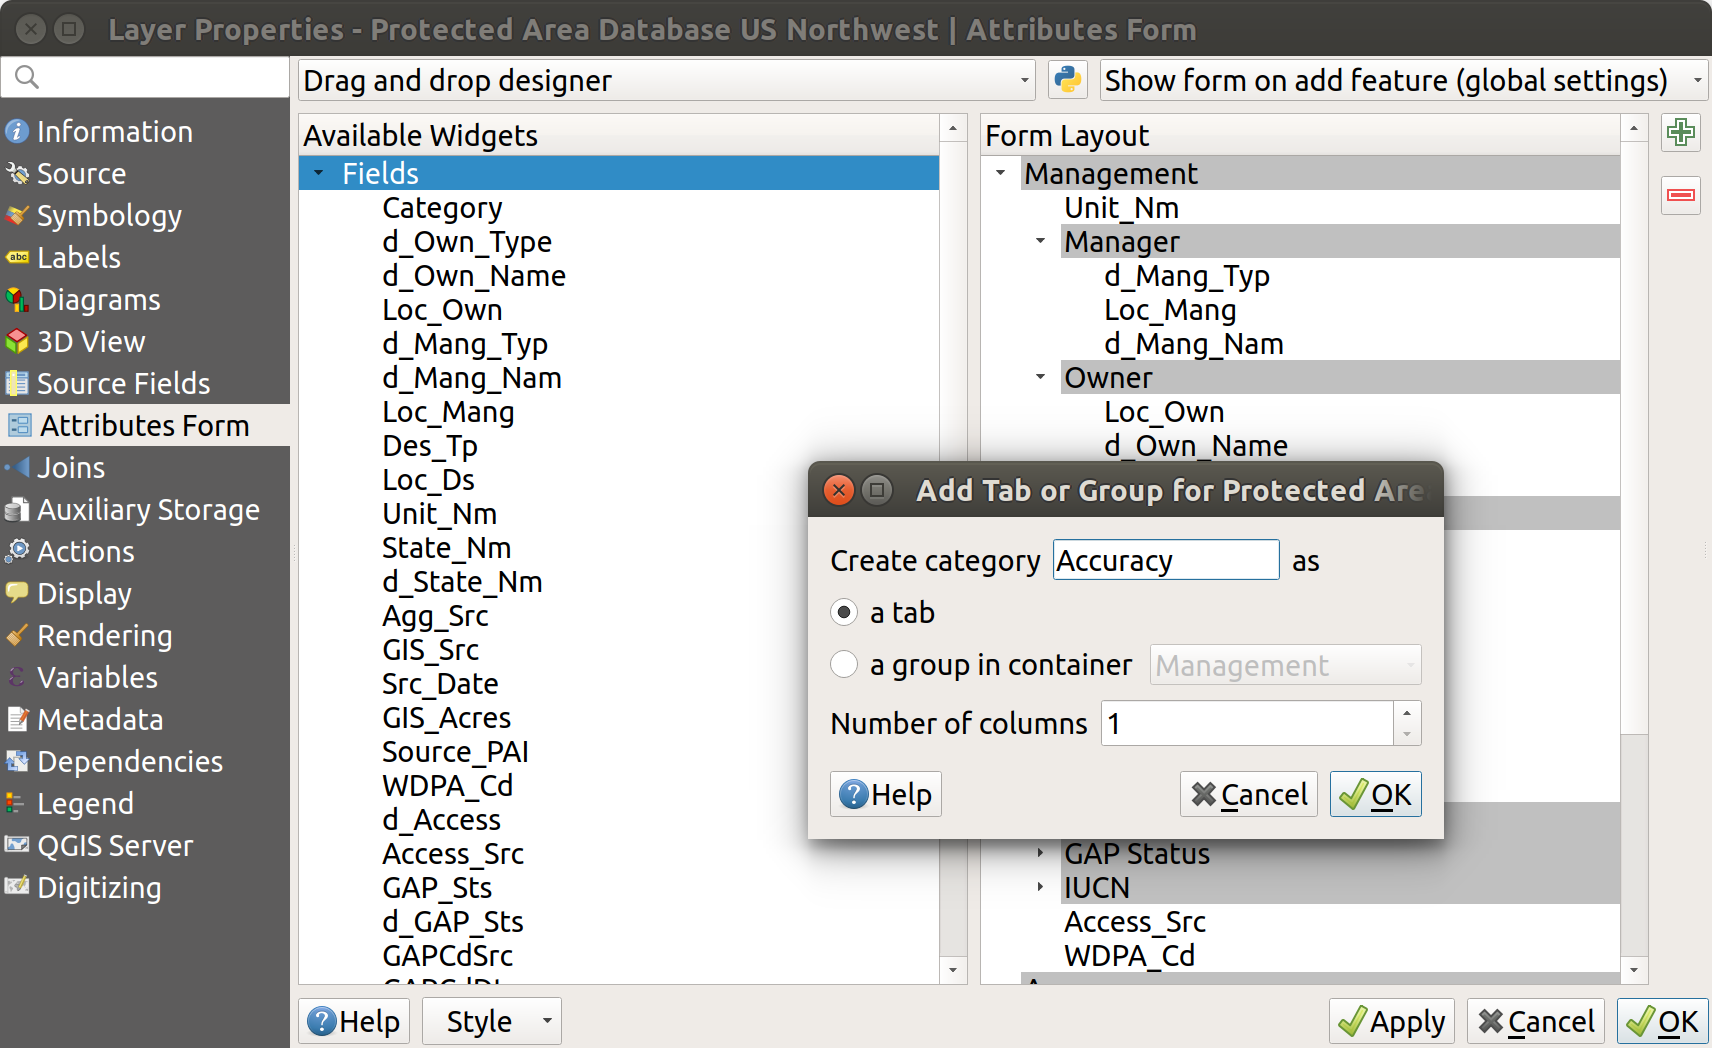 Layer Properties - Protected Area Database US Northwest | Attributes Form
Drag and drop designer
Show form on add feature (global settings)
Information
Source
Symbology
Labels
Diagrams
3D View
Source Fields
Attributes Form
Joins
Auxiliary Storage
Actions
Display
Rendering
Variables
Metadata
Dependencies
Legend
QGIS Server
Digitizing
Available Widgets
Fields
Category
d_Own_Type
d_Own_Name
Loc_Own
d_Mang_Typ
d_Mang_Nam
Loc_Mang
Des_Tp
Loc_Ds
Unit_Nm
State_Nm
d_State_Nm
Agg_Src
GIS_Src
Src_Date
GIS_Acres
Source_PAI
WDPA_Cd
d_Access
Access_Src
GAP_Sts
d_GAP_Sts
GAPCdSrc
Form Layout
Management
Unit_Nm
Manager
d_Mang_Typ
Loc_Mang
d_Mang_Nam
Owner
Loc_Own
d_Own_Name
Add Tab or Group for Protected Are
Create category Accuracy as
a tab
a group in container Management
Number of columns 1
Help
Cancel
OK
GAP Status
IUCN
Access_Src
WDPA_Cd
Help
Style
Apply
Cancel
OK